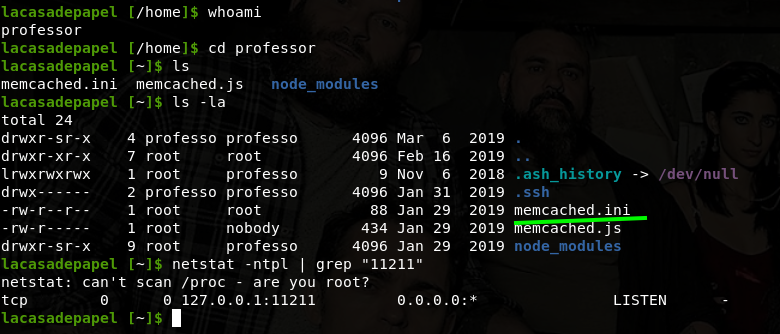 lacasadepapel [/home]$ whoami
professor
lacasadepapel [/home]$ cd professor
lacasadepapel [~]$ ls
memcached.ini  memcached.js   node_modules
lacasadepapel [~]$ ls -la
total 24
drwxr-sr-x    4 professo professo      4096 Mar  6  2019 .
drwxr-xr-x    7 root     root          4096 Feb 16  2019 ..
lrwxrwxrwx    1 root     professo         9 Nov  6  2018 .ash_history -> /dev/null
drwx------    2 professo professo      4096 Jan 31  2019 .ssh
-rw-r--r--    1 root     root            88 Jan 29  2019 memcached.ini
-rw-r-----    1 root     nobody         434 Jan 29  2019 memcached.js
drwxr-sr-x    9 root     professo      4096 Jan 29  2019 node_modules
lacasadepapel [~]$ netstat -ntpl | grep "11211"
netstat: can't scan /proc - are you root?
tcp        0      0 127.0.0.1:11211         0.0.0.0:*               LISTEN      -
lacasadepapel [~]$